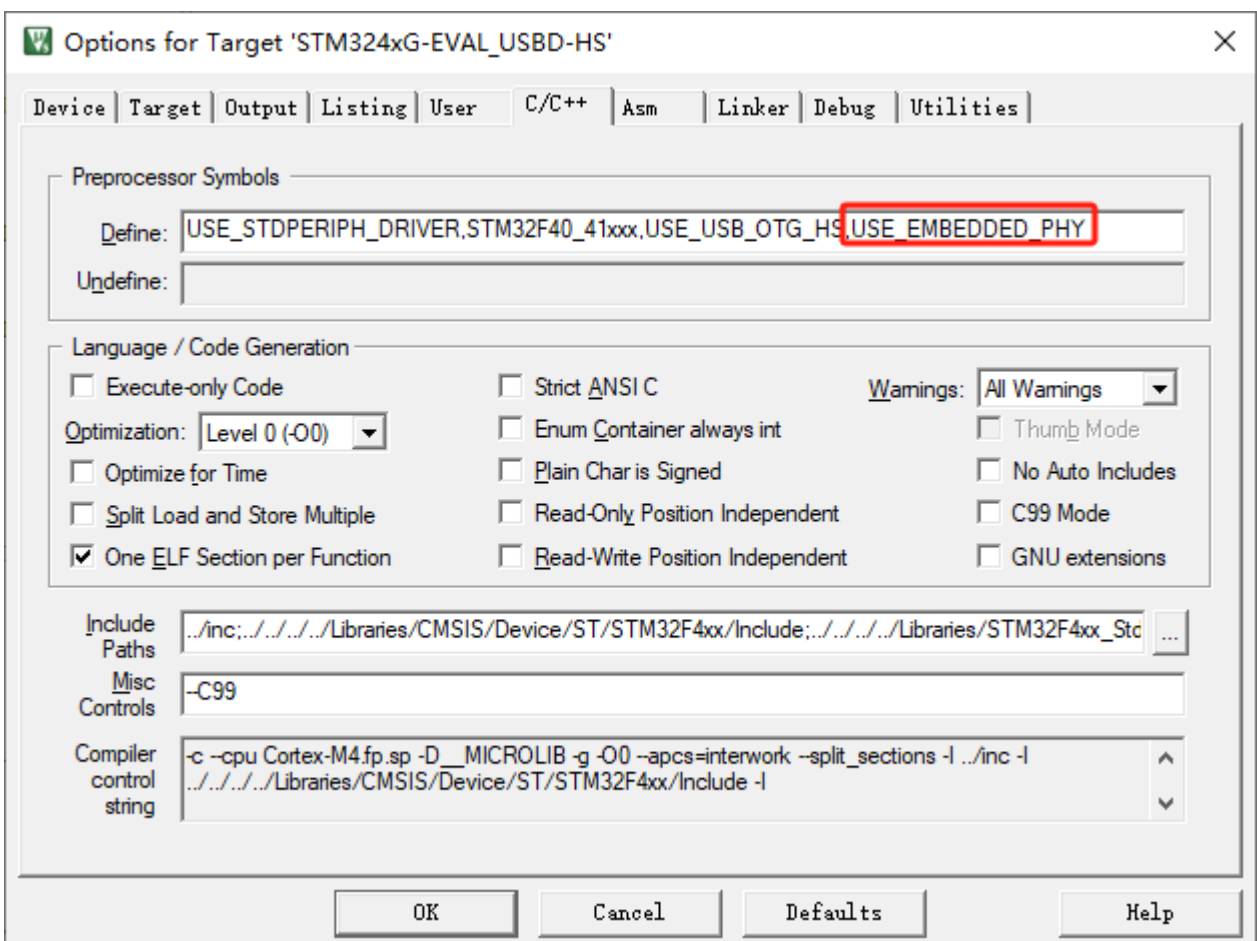 Options for Target 'STM324xG-EVAL_USBD-HS'
Device Target Output Listing User C/C++ Asm Linker Debug Utilities
Preprocessor Symbols
Define: USE_STDPERIPH_DRIVER,STM32F40_41xxx,USE_USB_OTG_HS,USE_EMBEDDED_PHY
Undefine:
Language / Code Generation
Execute-only Code Strict ANSI C Warnings: All Warnings
Optimization: Level 0 (-O0) Enum Container always int Thumb Mode
Optimize for Time Plain Char is Signed No Auto Includes
Split Load and Store Multiple Read-Only Position Independent C99 Mode
One ELF Section per Function Read-Write Position Independent GNU extensions
Include
Paths
../inc;../../../../Libraries/CMSIS/Device/ST/STM32F4xx/Include;../../../../Libraries/STM32F4xx_Std ...
Misc
Controls
--C99
Compiler
control
string
-c --cpu Cortex-M4.fp.sp -D__MICROLIB -g -O0 --apcs=interwork --split_sections -I ../inc -I
../../../../Libraries/CMSIS/Device/ST/STM32F4xx/Include -I
OK Cancel Defaults Help